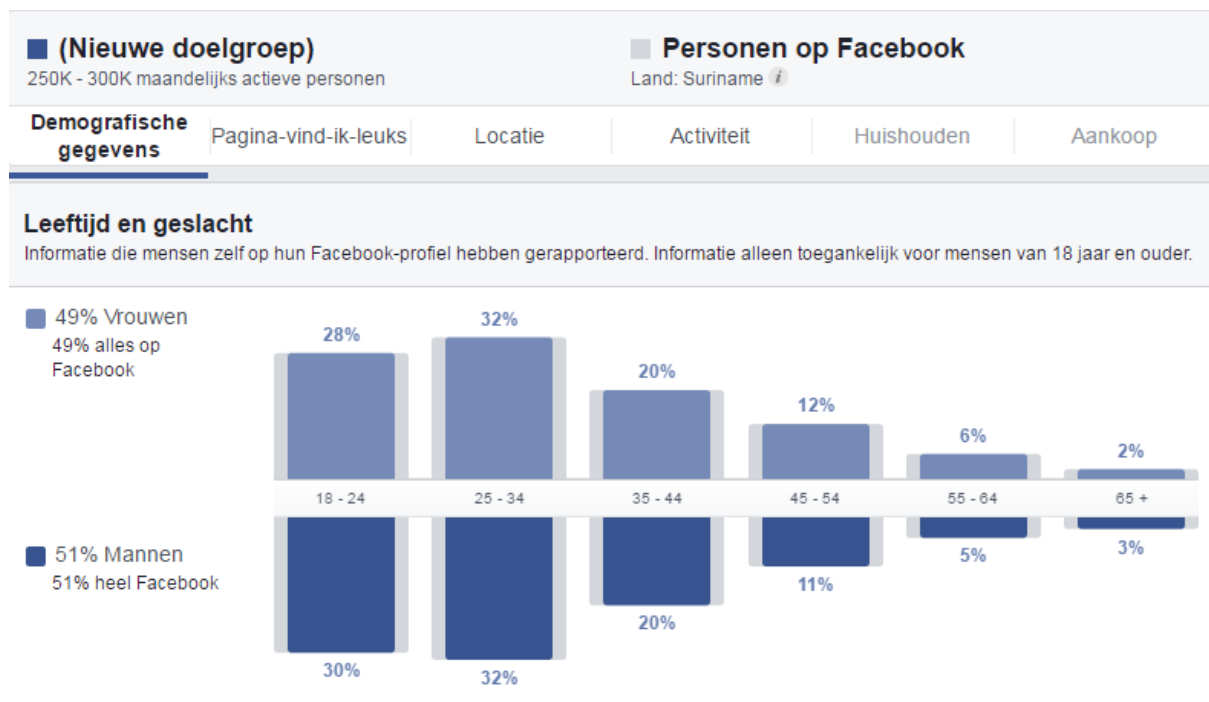 (Nieuwe doelgroep)
250K - 300K maandelijks actieve personen
Personen op Facebook
Land: Suriname i
Demografische
gegevens
Pagina-vind-ik-leuks
Locatie
Activiteit
Huishouden
Aankoop
Leeftijd en geslacht
Informatie die mensen zelf op hun Facebook-profiel hebben gerapporteerd. Informatie alleen toegankelijk voor mensen van 18 jaar en ouder.
49% Vrouwen
49% alles op
Facebook
28%
32%
20%
12%
6%
2%
18 - 24
25 - 34
35 - 44
45 - 54
55 - 64
65 +
51% Mannen
51% heel Facebook
30%
32%
20%
11%
5%
3%